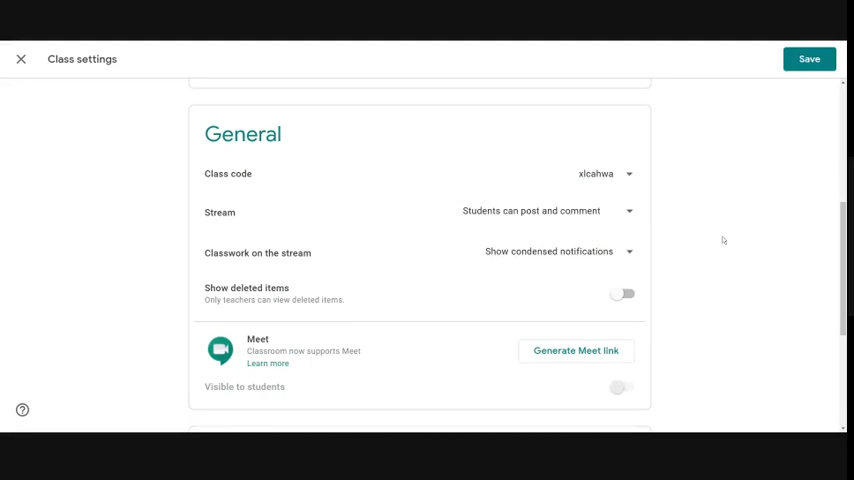 Class settings
Save
General
Class code
xlcahwa
Stream
Students can post and comment
Classwork on the stream
Show condensed notifications
Show deleted items
Only teachers can view deleted items.
Meet
Classroom now supports Meet
Learn more
Generate Meet link
Visible to students